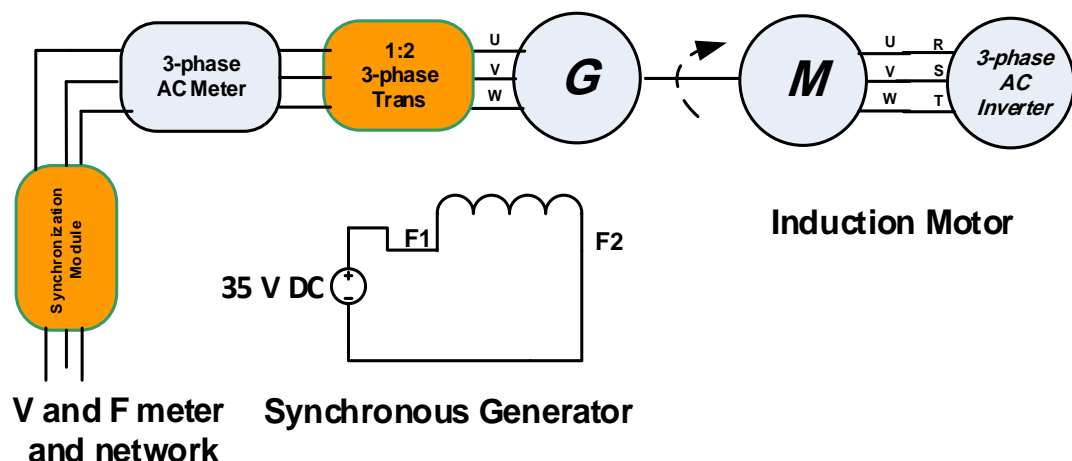 3-phase
AC Meter
1:2
3-phase
Trans
U
V
W
G
M
U
V
W
R
S
T
3-phase
AC
Inverter
Synchronization
Module
F1
F2
35 V DC
Induction Motor
V and F meter
and network
Synchronous Generator